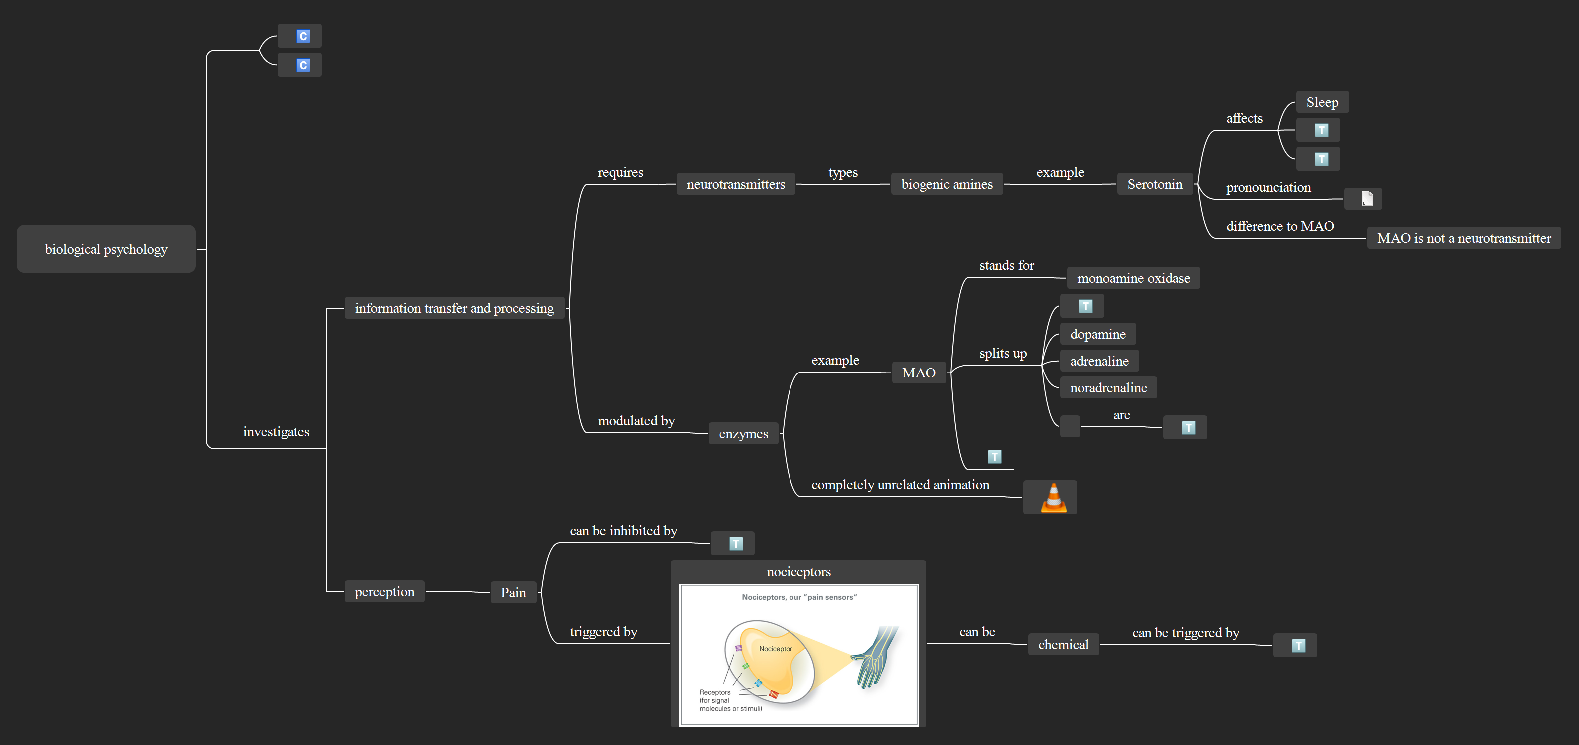 C
C
biological psychology
investigates
information transfer and processing
requires
neurotransmitters
types
biogenic amines
example
Serotonin
affects
Sleep
T
T
pronounciation
difference to MAO
MAO is not a neurotransmitter
modulated by
enzymes
example
MAO
stands for
monoamine oxidase
splits up
T
dopamine
adrenaline
noradrenaline
are
T
T
completely unrelated animation
perception
Pain
can be inhibited by
T
triggered by
nociceptors
Nociceptors, our "pain sensors"
Nociceptor
Receptors
(for signal
molecules or stimuli)
can be
chemical
can be triggered by
T